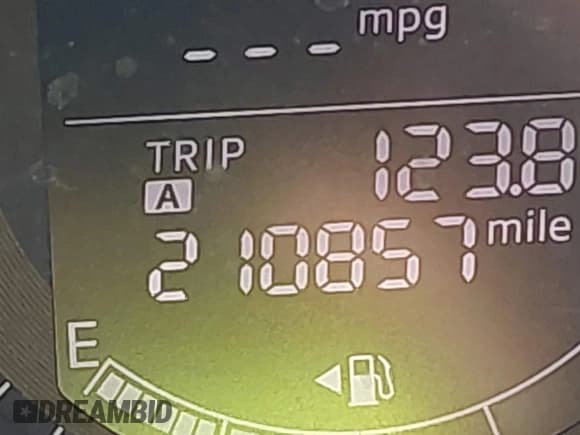 --- mpg
TRIP 123.8
A
210857 mile
E
DREAMBID